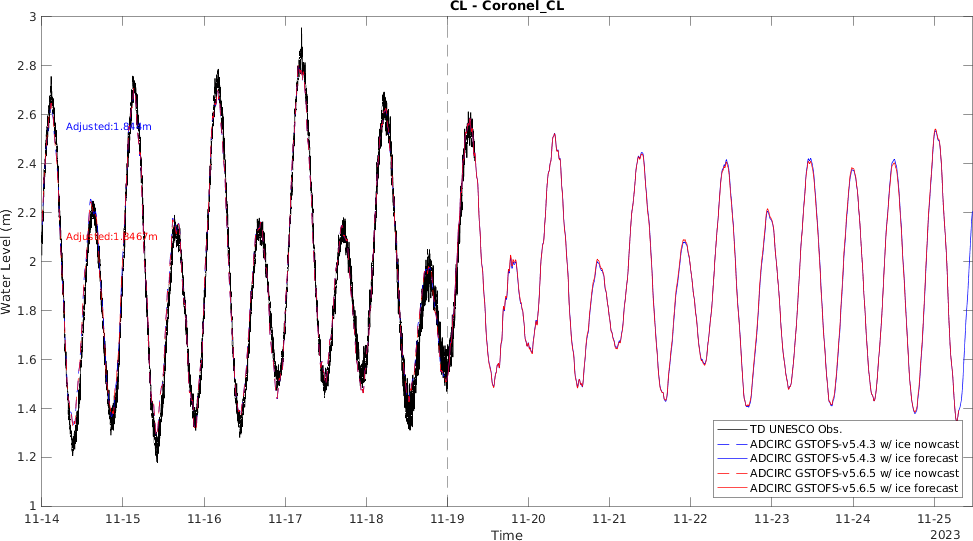 CL - Coronel_CL
Water Level (m)
3
2.8
2.6
2.4
2.2
2
1.8
1.6
1.4
1.2
1
Adjusted:1.844m
Adjusted:1.8467m
TD UNESCO Obs.
ADCIRC GSTOFS-v5.4.3 w/ ice nowcast
ADCIRC GSTOFS-v5.4.3 w/ ice forecast
ADCIRC GSTOFS-v5.6.5 w/ ice nowcast
ADCIRC GSTOFS-v5.6.5 w/ ice forecast
11-14 11-15 11-16 11-17 11-18 11-19 11-20 11-21 11-22 11-23 11-24 11-25
Time
2023